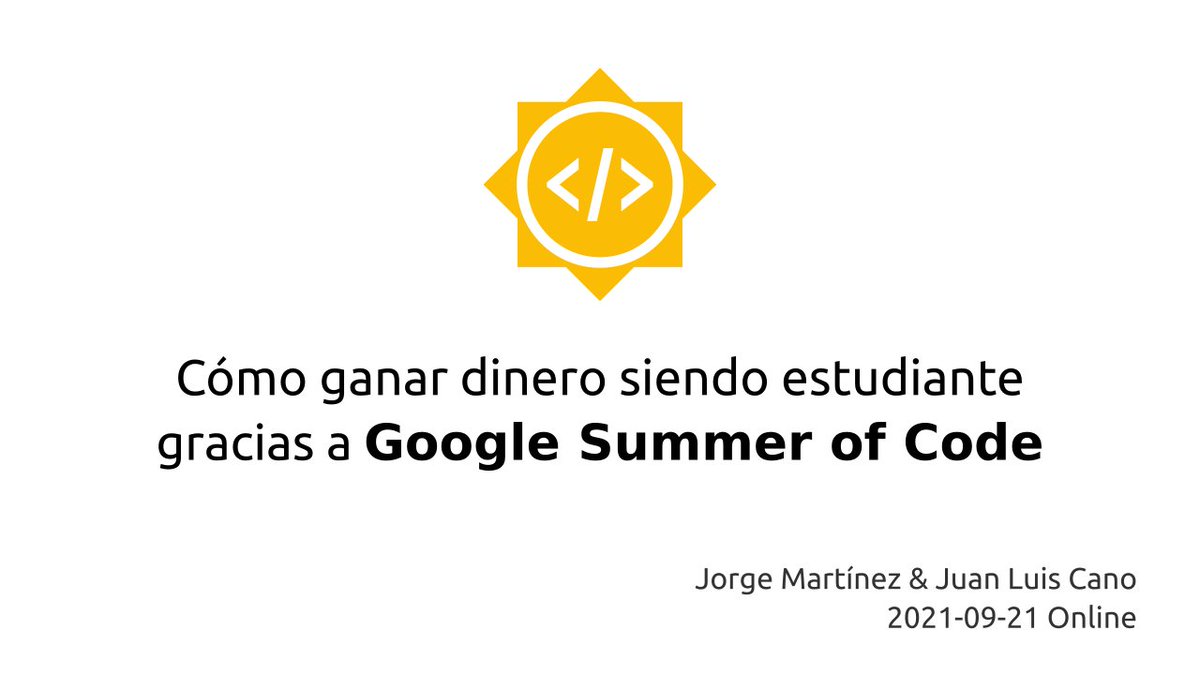 </>
Cómo ganar dinero siendo estudiante
gracias a Google Summer of Code
Jorge Martínez & Juan Luis Cano
2021-09-21 Online